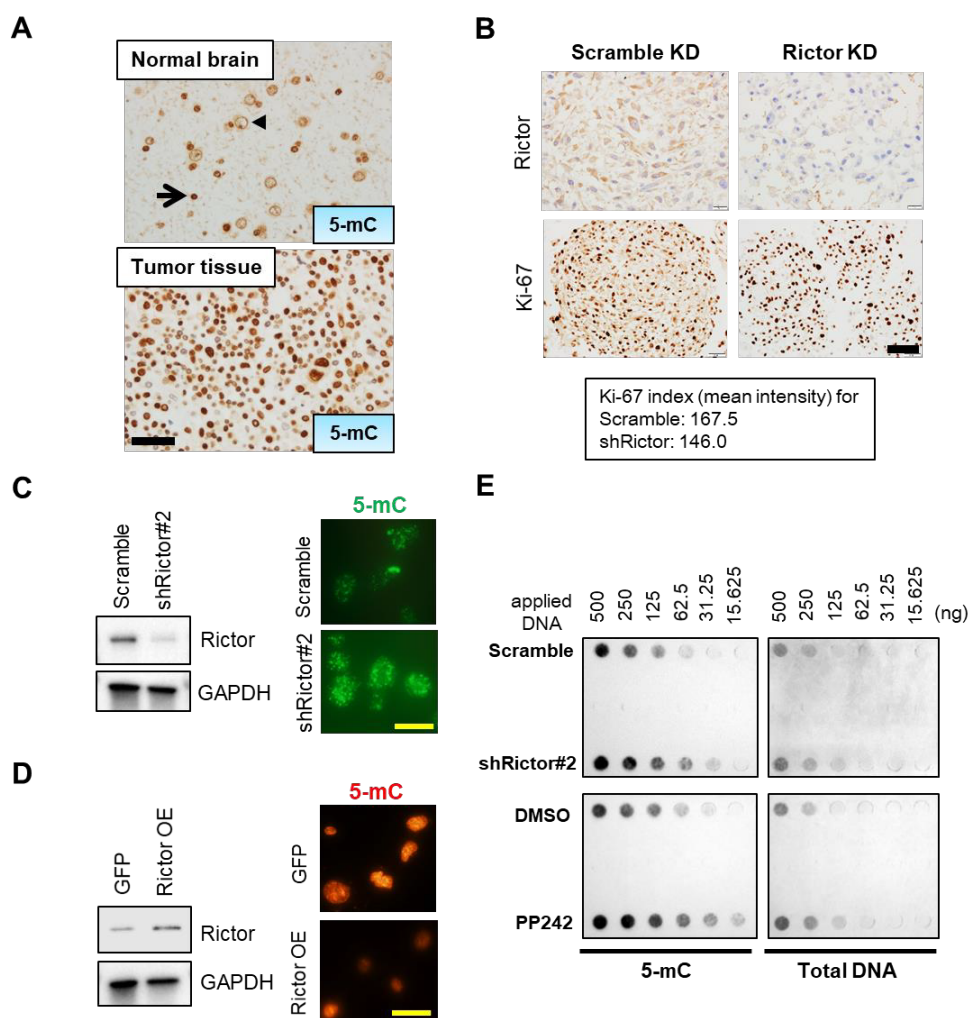 A
Normal brain
5-mC
Tumor tissue
5-mC
B
Scramble KD
Rictor KD
Rictor
Ki-67
Ki-67 index (mean intensity) for
Scramble: 167.5
shRictor: 146.0
C
Scramble
shRictor#2
Rictor
GAPDH
5-mC
Scramble
shRictor#2
D
GFP
Rictor OE
Rictor
GAPDH
5-mC
GFP
Rictor OE
E
applied
DNA
500 250 125 62.5 31.25 15.625
500 250 125 62.5 31.25 15.625 (ng)
Scramble
shRictor#2
DMSO
PP242
5-mC
Total DNA